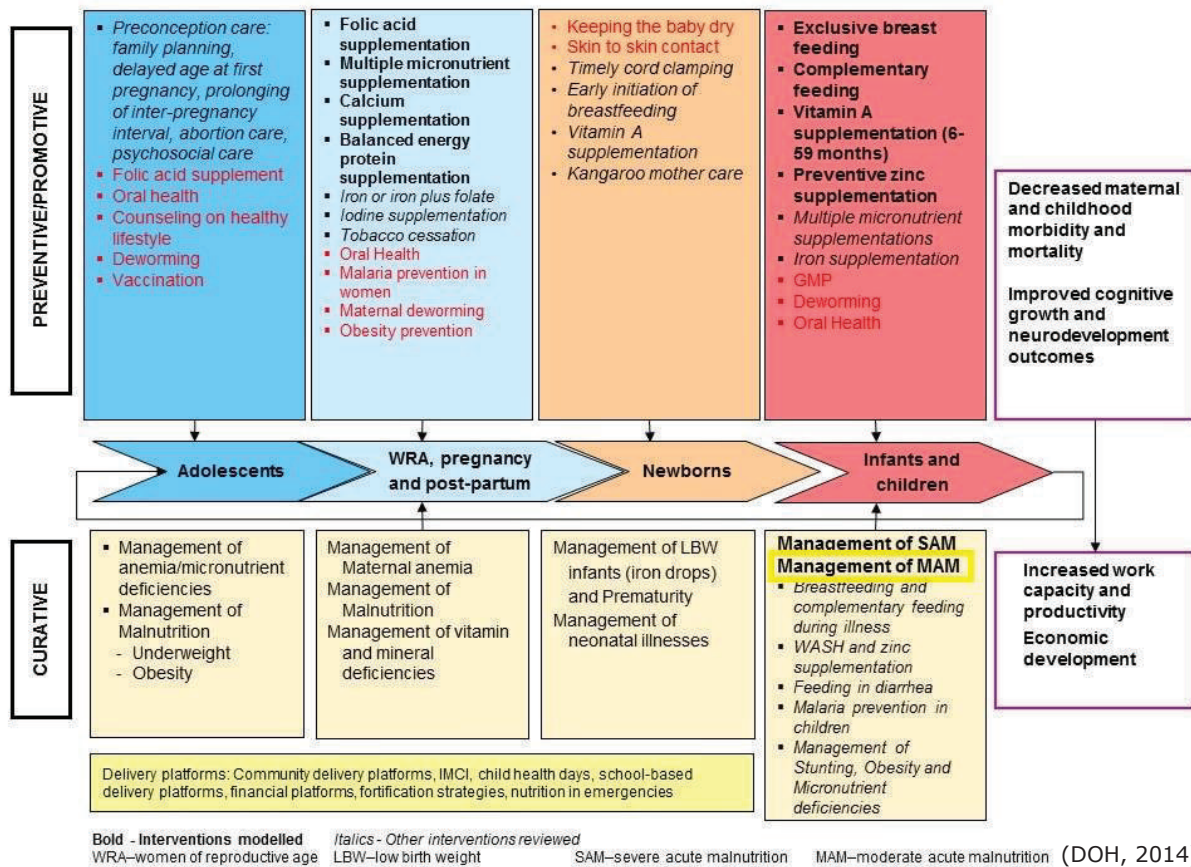 PREVENTIVE/PROMOTIVE
▪ Preconception care:
family planning,
delayed age at first
pregnancy, prolonging
of inter-pregnancy
interval, abortion care,
psychosocial care
▪ Folic acid supplement
▪ Oral health
▪ Counseling on healthy
lifestyle
▪ Deworming
▪ Vaccination
▪ Folic acid
supplementation
▪ Multiple micronutrient
supplementation
▪ Calcium
supplementation
▪ Balanced energy
protein
supplementation
▪ Iron or iron plus folate
▪ Iodine supplementation
▪ Tobacco cessation
▪ Oral Health
▪ Malaria prevention in
women
▪ Maternal deworming
▪ Obesity prevention
• Keeping the baby dry
• Skin to skin contact
• Timely cord clamping
• Early initiation of
breastfeeding
• Vitamin A
supplementation
• Kangaroo mother care
▪ Exclusive breast
feeding
▪ Complementary
feeding
▪ Vitamin A
supplementation (6-
59 months)
▪ Preventive zinc
supplementation
▪ Multiple micronutrient
supplementations
▪ Iron supplementation
▪ GMP
▪ Deworming
▪ Oral Health
Decreased maternal
and childhood
morbidity and
mortality
Improved cognitive
growth and
neurodevelopment
outcomes
Adolescents
WRA, pregnancy
and post-partum
Newborns
Infants and
children
CURATIVE
▪ Management of
anemia/micronutrient
deficiencies
▪ Management of
Malnutrition
- Underweight
- Obesity
Management of
Maternal anemia
Management of
Malnutrition
Management of vitamin
and mineral
deficiencies
Management of LBW
infants (iron drops)
and Prematurity
Management of
neonatal illnesses
Management of SAM
Management of MAM
▪ Breastfeeding and
complementary feeding
during illness
▪ WASH and zinc
supplementation
▪ Feeding in diarrhea
▪ Malaria prevention in
children
▪ Management of
Stunting, Obesity and
Micronutrient
deficiencies
Increased work
capacity and
productivity
Economic
development
Delivery platforms: Community delivery platforms, IMCI, child health days, school-based
delivery platforms, financial platforms, fortification strategies, nutrition in emergencies
Bold - Interventions modelled Italics - Other interventions reviewed
WRA–women of reproductive age LBW–low birth weight SAM–severe acute malnutrition MAM–moderate acute malnutrition (DOH, 2014